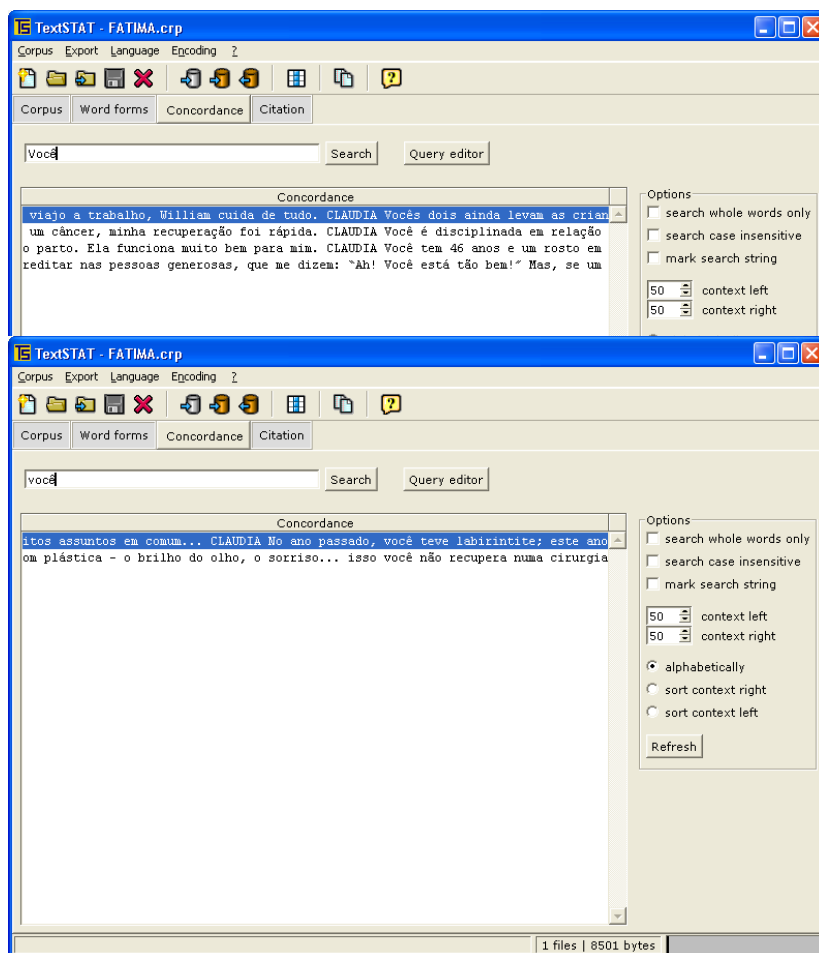 TextSTAT - FATIMA.crp
Corpus Export Language Encoding ?
Corpus Word forms Concordance Citation
Você Search Query editor
Concordance
viajo a trabalho, William cuida de tudo. CLAUDIA Vocês dois ainda levam as crian
um câncer, minha recuperação foi rápida. CLAUDIA Você é disciplinada em relação
o parto. Ela funciona muito bem para mim. CLAUDIA Você tem 46 anos e um rosto em
reditar nas pessoas generosas, que me dizem: “Ah! Você está tão bem!” Mas, se um
Options
search whole words only
search case insensitive
mark search string
50 context left
50 context right
TextSTAT - FATIMA.crp
Corpus Export Language Encoding ?
Corpus Word forms Concordance Citation
você Search Query editor
Concordance
itos assuntos em comum... CLAUDIA No ano passado, você teve labirintite; este ano
om plástica - o brilho do olho, o sorriso... isso você não recupera numa cirurgia
Options
search whole words only
search case insensitive
mark search string
50 context left
50 context right
alphabetically
sort context right
sort context left
Refresh
1 files | 8501 bytes